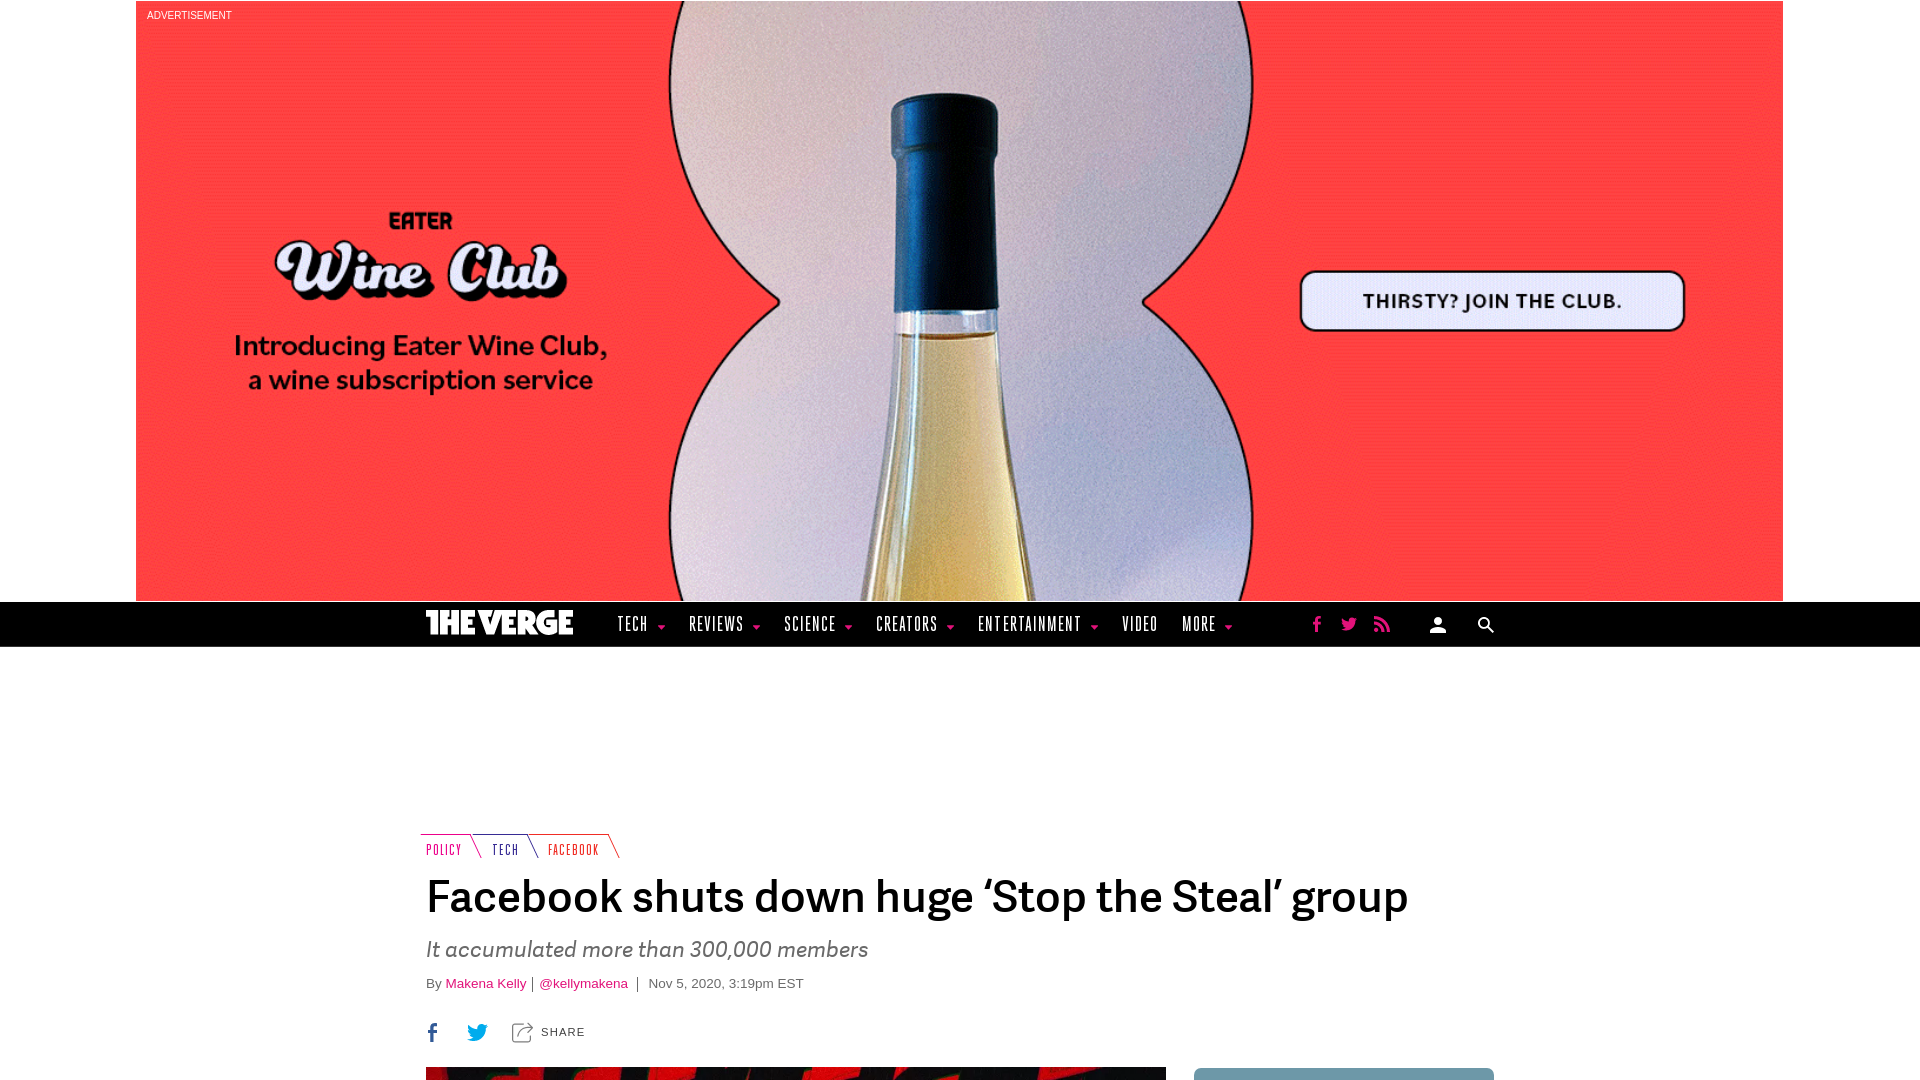 ADVERTISEMENT
EATER
Wine Club
Introducing Eater Wine Club,
a wine subscription service
THIRSTY? JOIN THE CLUB.
THE VERGE TECH REVIEWS SCIENCE CREATORS ENTERTAINMENT VIDEO MORE
POLICY TECH FACEBOOK
Facebook shuts down huge ‘Stop the Steal’ group
It accumulated more than 300,000 members
By Makena Kelly | @kellymakena | Nov 5, 2020, 3:19pm EST
SHARE